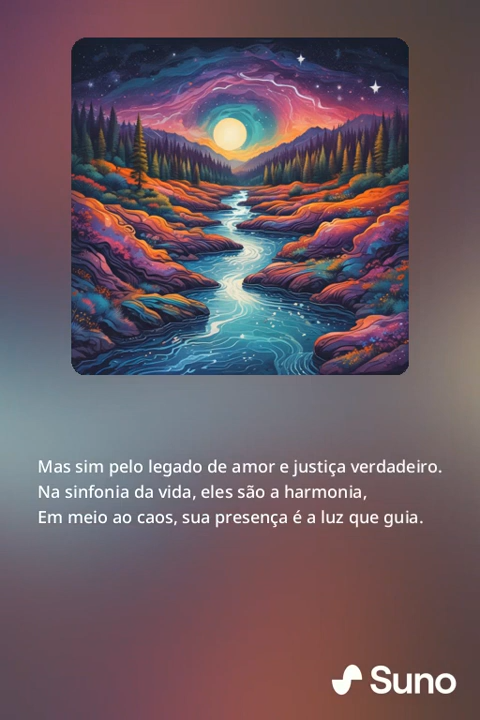 Mas sim pelo legado de amor e justiça verdadeiro.
Na sinfonia da vida, eles são a harmonia,
Em meio ao caos, sua presença é a luz que guia.
Suno